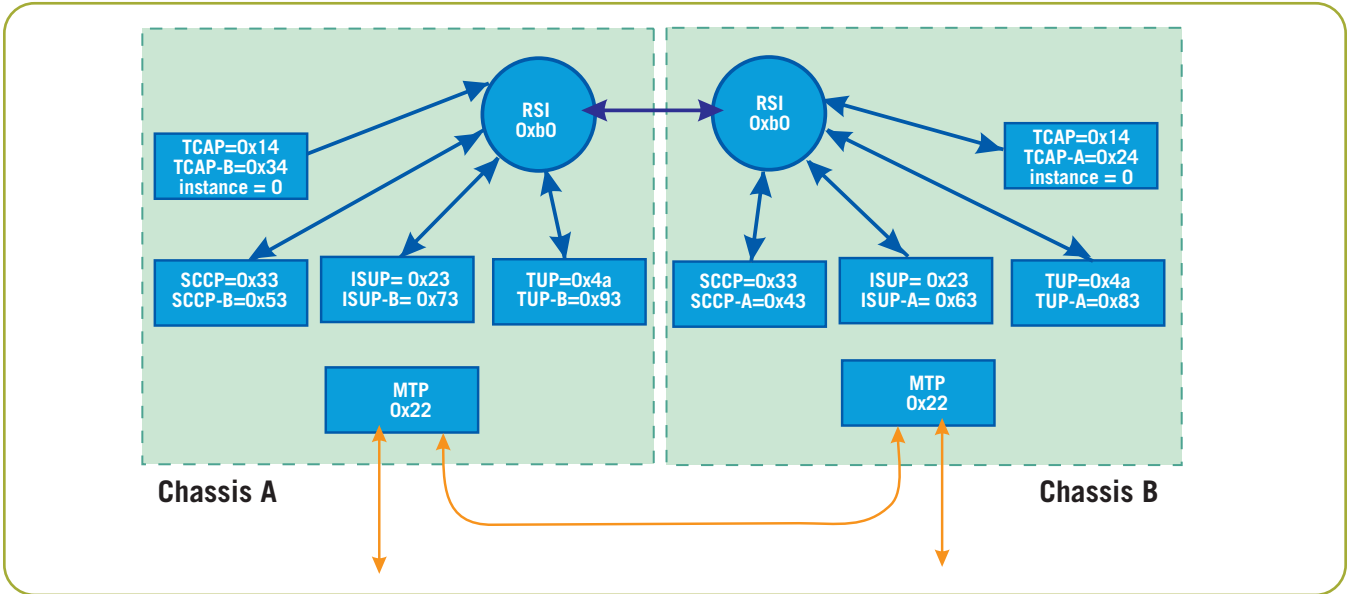 RSI
0xb0
TCAP=0x14
TCAP-B=0x34
instance = 0
SCCP=0x33
SCCP-B=0x53
ISUP= 0x23
ISUP-B= 0x73
TUP=0x4a
TUP-B=0x93
MTP
0x22
Chassis A
RSI
0xb0
TCAP=0x14
TCAP-A=0x24
instance = 0
SCCP=0x33
SCCP-A=0x43
ISUP= 0x23
ISUP-A= 0x63
TUP=0x4a
TUP-A=0x83
MTP
0x22
Chassis B